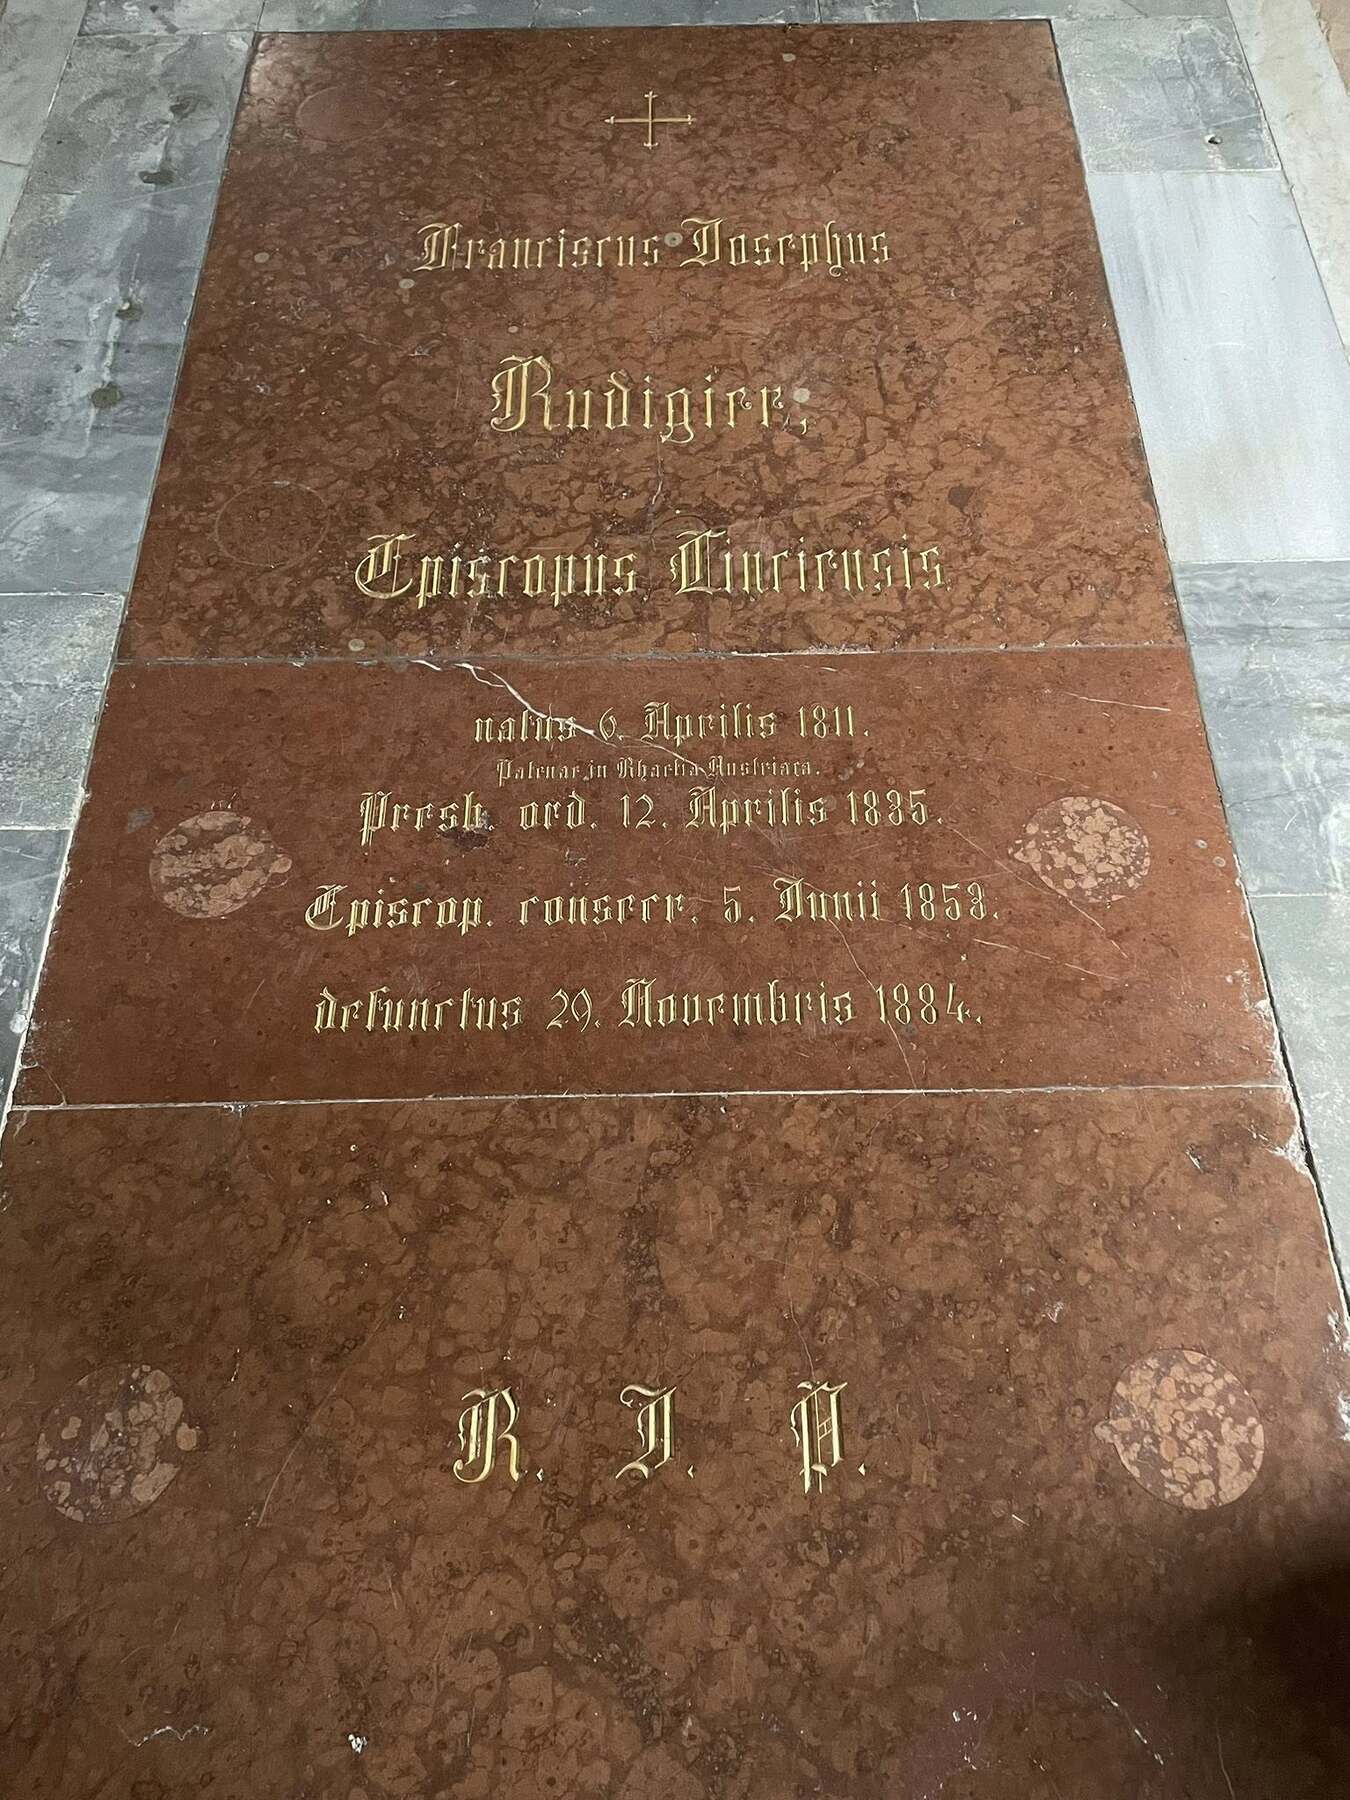 Franciscus Josephus
Rudigier,
Episcopus Linciensis
natus 6. Aprilis 1811.
Patenae in Rhaetia Austriaca.
Presb. ord. 12. Aprilis 1835.
Episcop. consecr. 5. Junii 1853.
defunctus 29. Novembris 1884.
R. I. P.